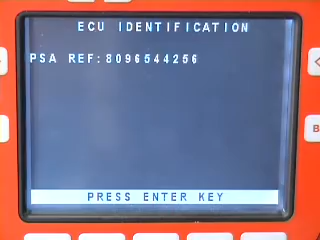 ECU IDENTIFICATION
PSA REF:8096544256
PRESS ENTER KEY
B